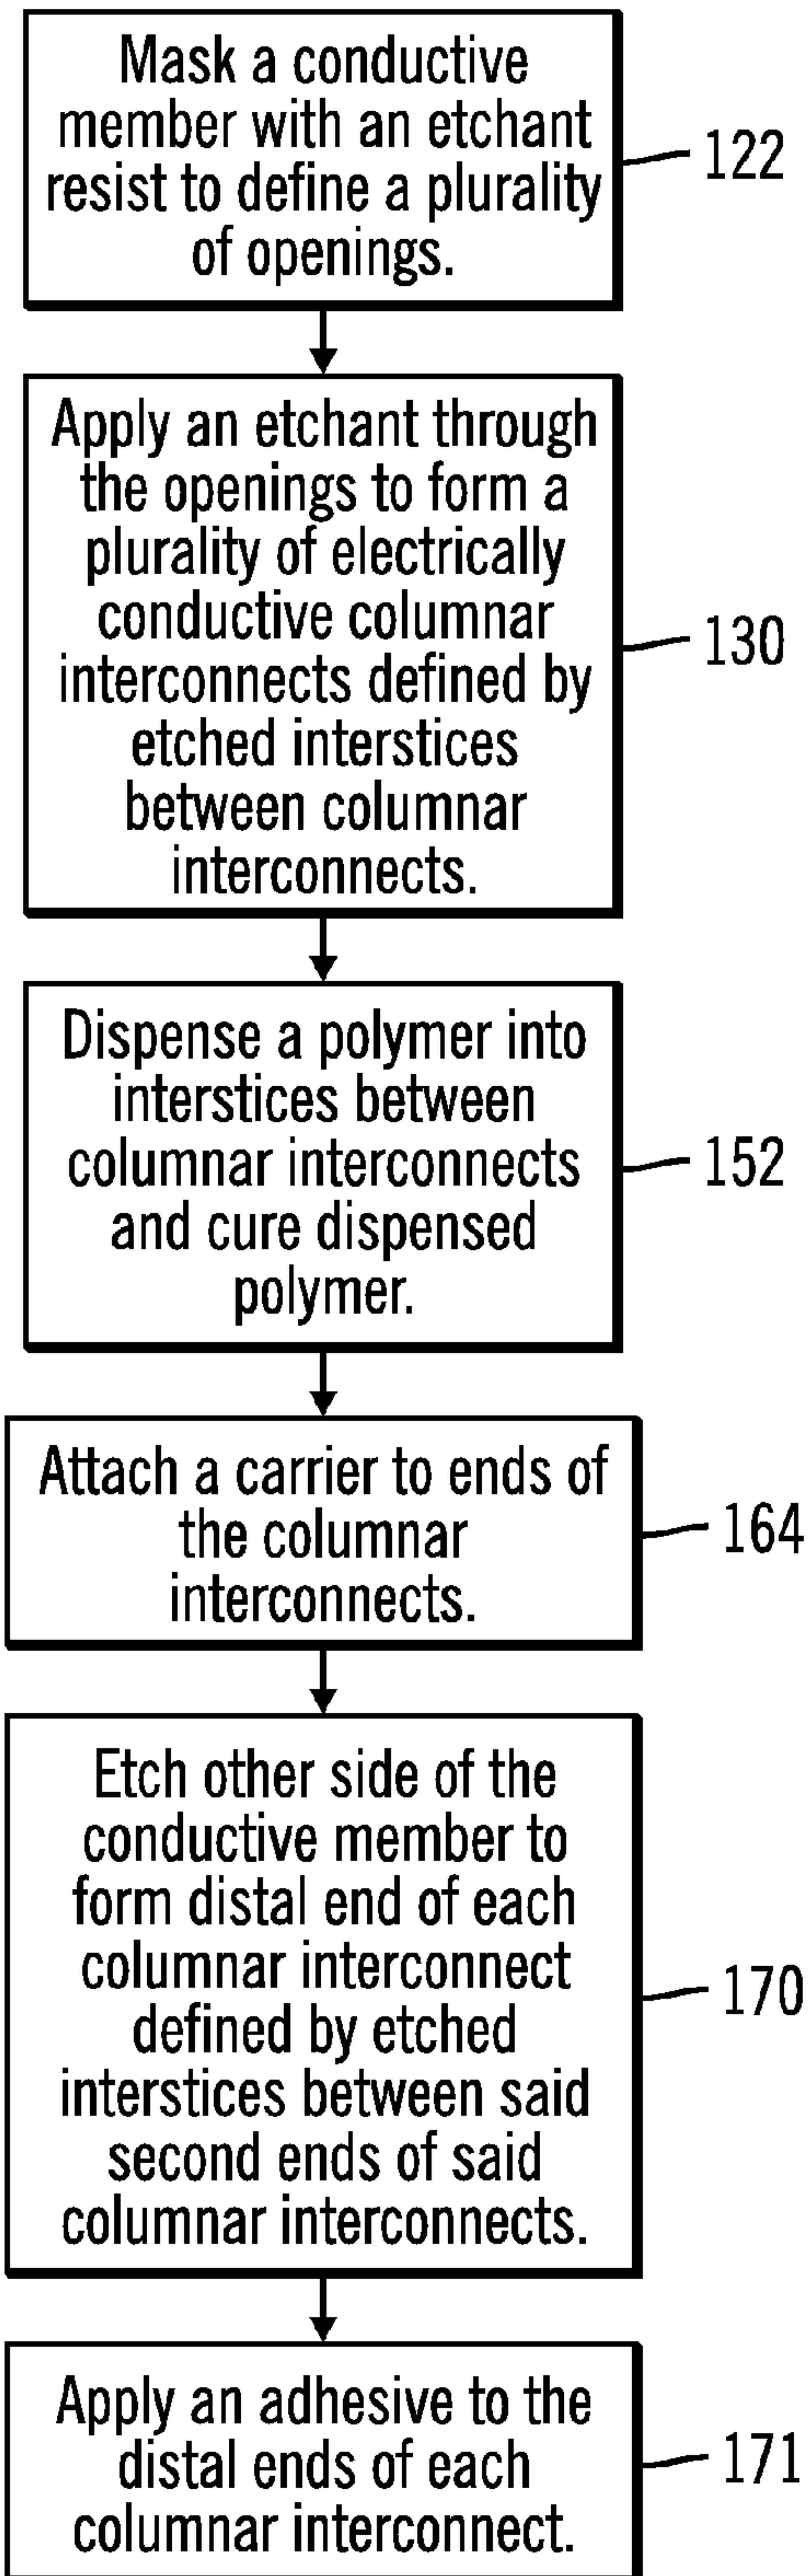 Mask a conductive
member with an etchant
resist to define a plurality
of openings.
122
Apply an etchant through
the openings to form a
plurality of electrically
conductive columnar
interconnects defined by
etched interstices
between columnar
interconnects.
130
Dispense a polymer into
interstices between
columnar interconnects
and cure dispensed
polymer.
152
Attach a carrier to ends of
the columnar
interconnects.
164
Etch other side of the
conductive member to
form distal end of each
columnar interconnect
defined by etched
interstices between said
second ends of said
columnar interconnects.
170
Apply an adhesive to the
distal ends of each
columnar interconnect.
171